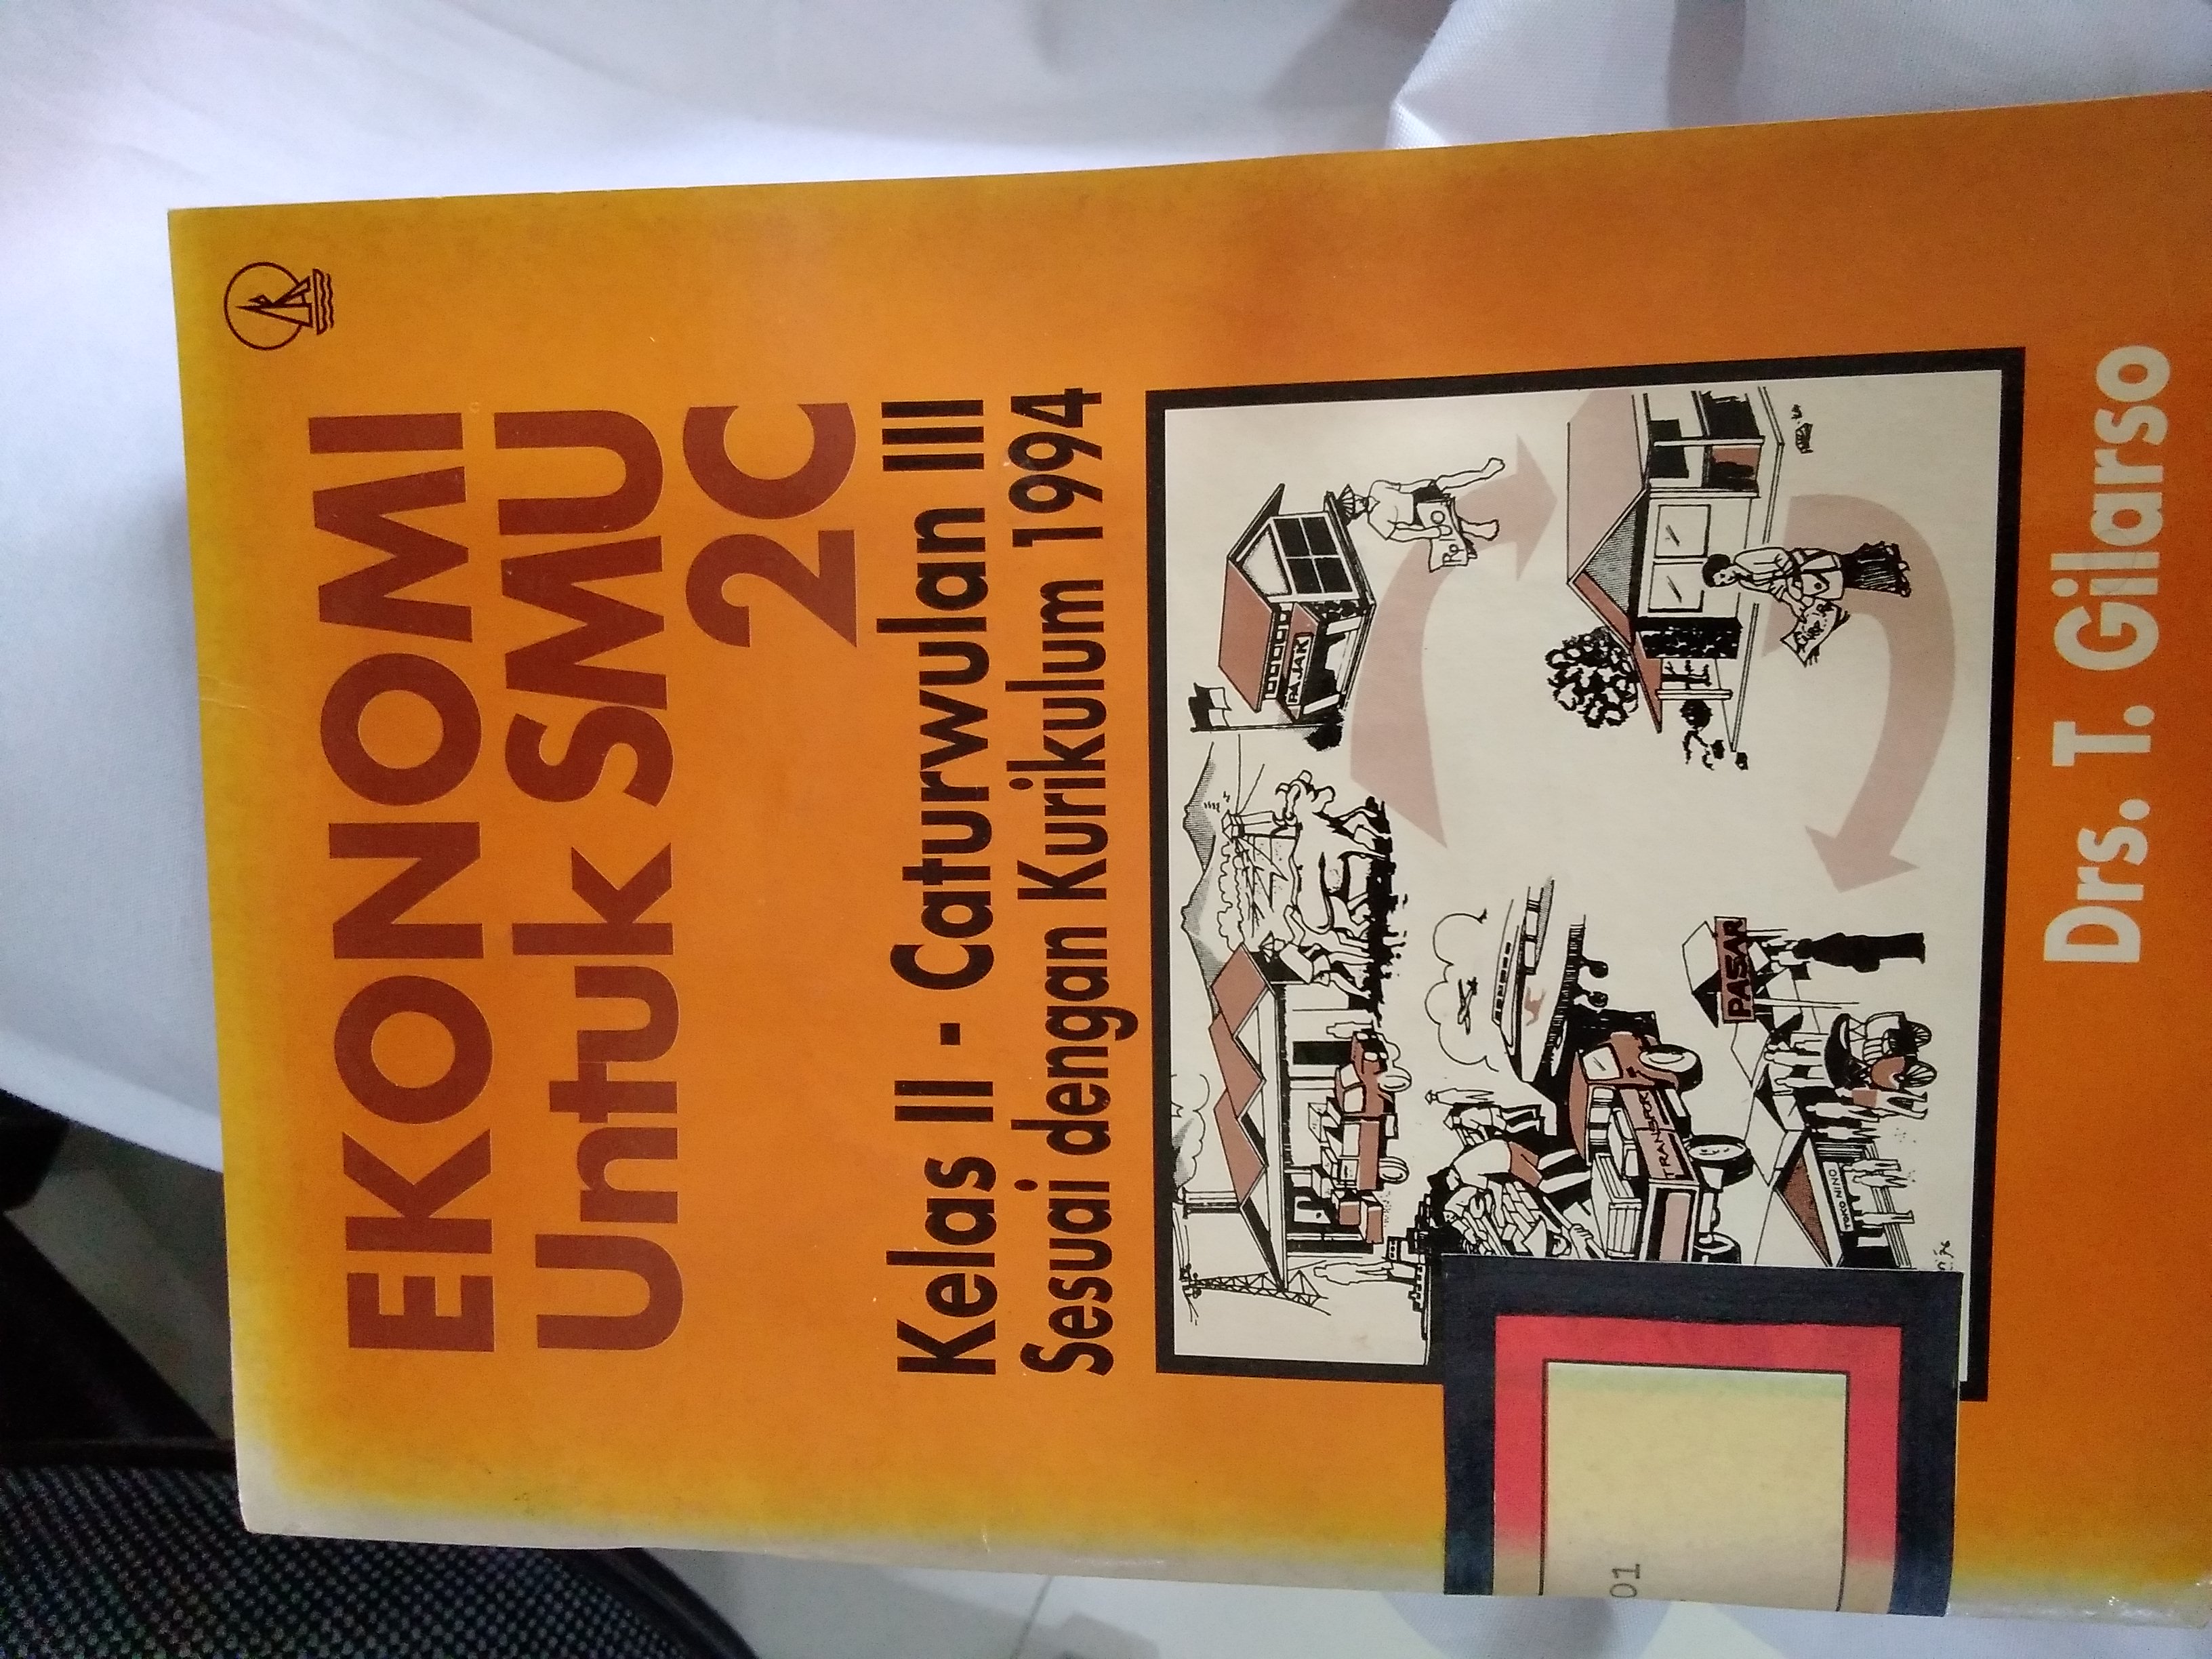 EKONOMI
Untuk SMU
2C
Kelas II - Caturwulan III
Sesuai dengan Kurikulum 1994
PAJAK
TRANSPOR
PASAR
TOKO NINO
Drs. T. Gilarso
01